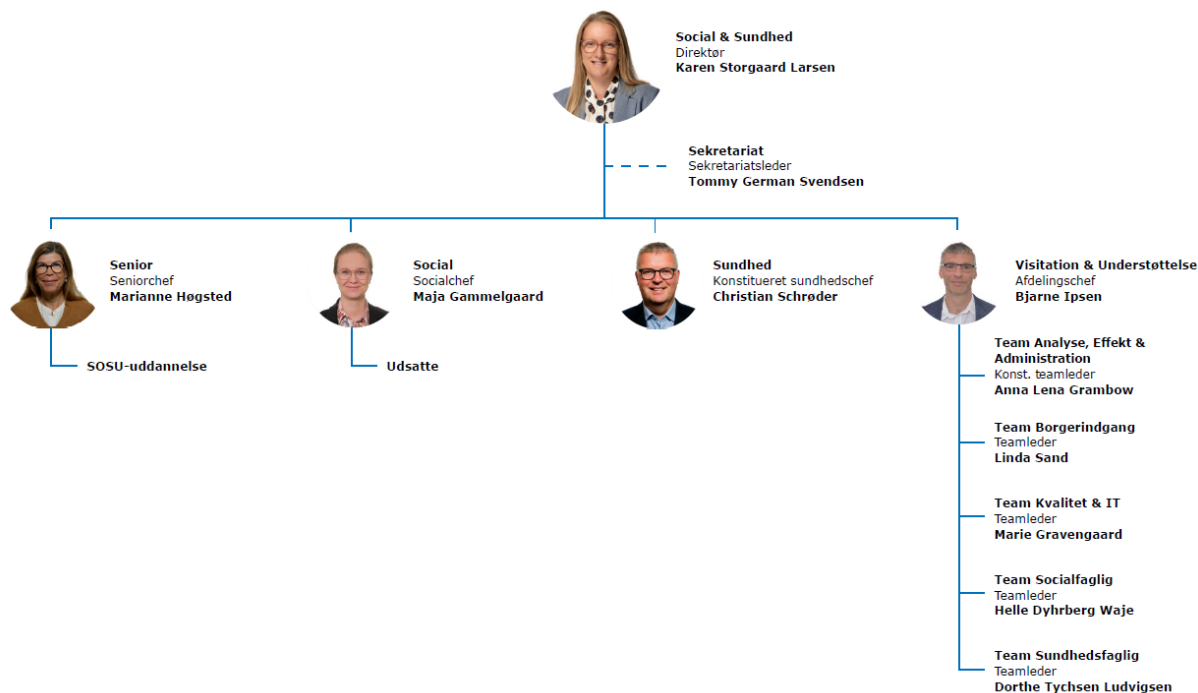 Social & Sundhed
Direktør
Karen Storgaard Larsen
Sekretariat
Sekretariatsleder
Tommy German Svendsen
Senior
Seniorchef
Marianne Høgsted
SOSU-uddannelse
Social
Socialchef
Maja Gammelgaard
Udsatte
Sundhed
Konstitueret sundhedschef
Christian Schrøder
Visitation & Understøttelse
Afdelingschef
Bjarne Ipsen
Team Analyse, Effekt &
Administration
Konst. teamleder
Anna Lena Grambow
Team Borgerindgang
Teamleder
Linda Sand
Team Kvalitet & IT
Teamleder
Marie Gravengaard
Team Socialfaglig
Teamleder
Helle Dyhrberg Waje
Team Sundhedsfaglig
Teamleder
Dorthe Tychsen Ludvigsen